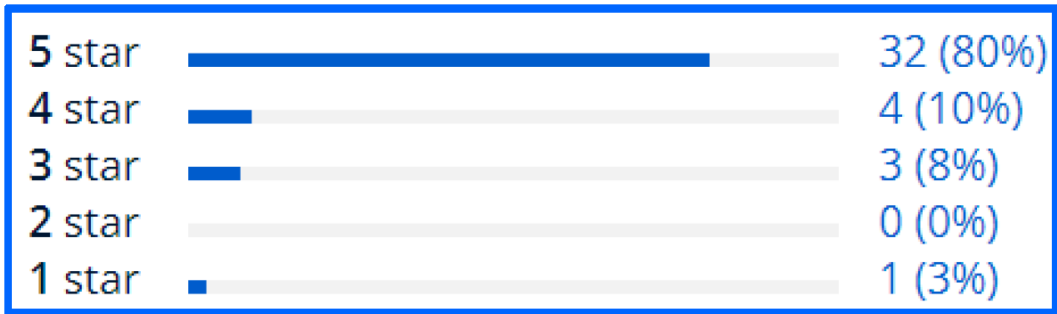 5 star 32 (80%)
4 star 4 (10%)
3 star 3 (8%)
2 star 0 (0%)
1 star 1 (3%)